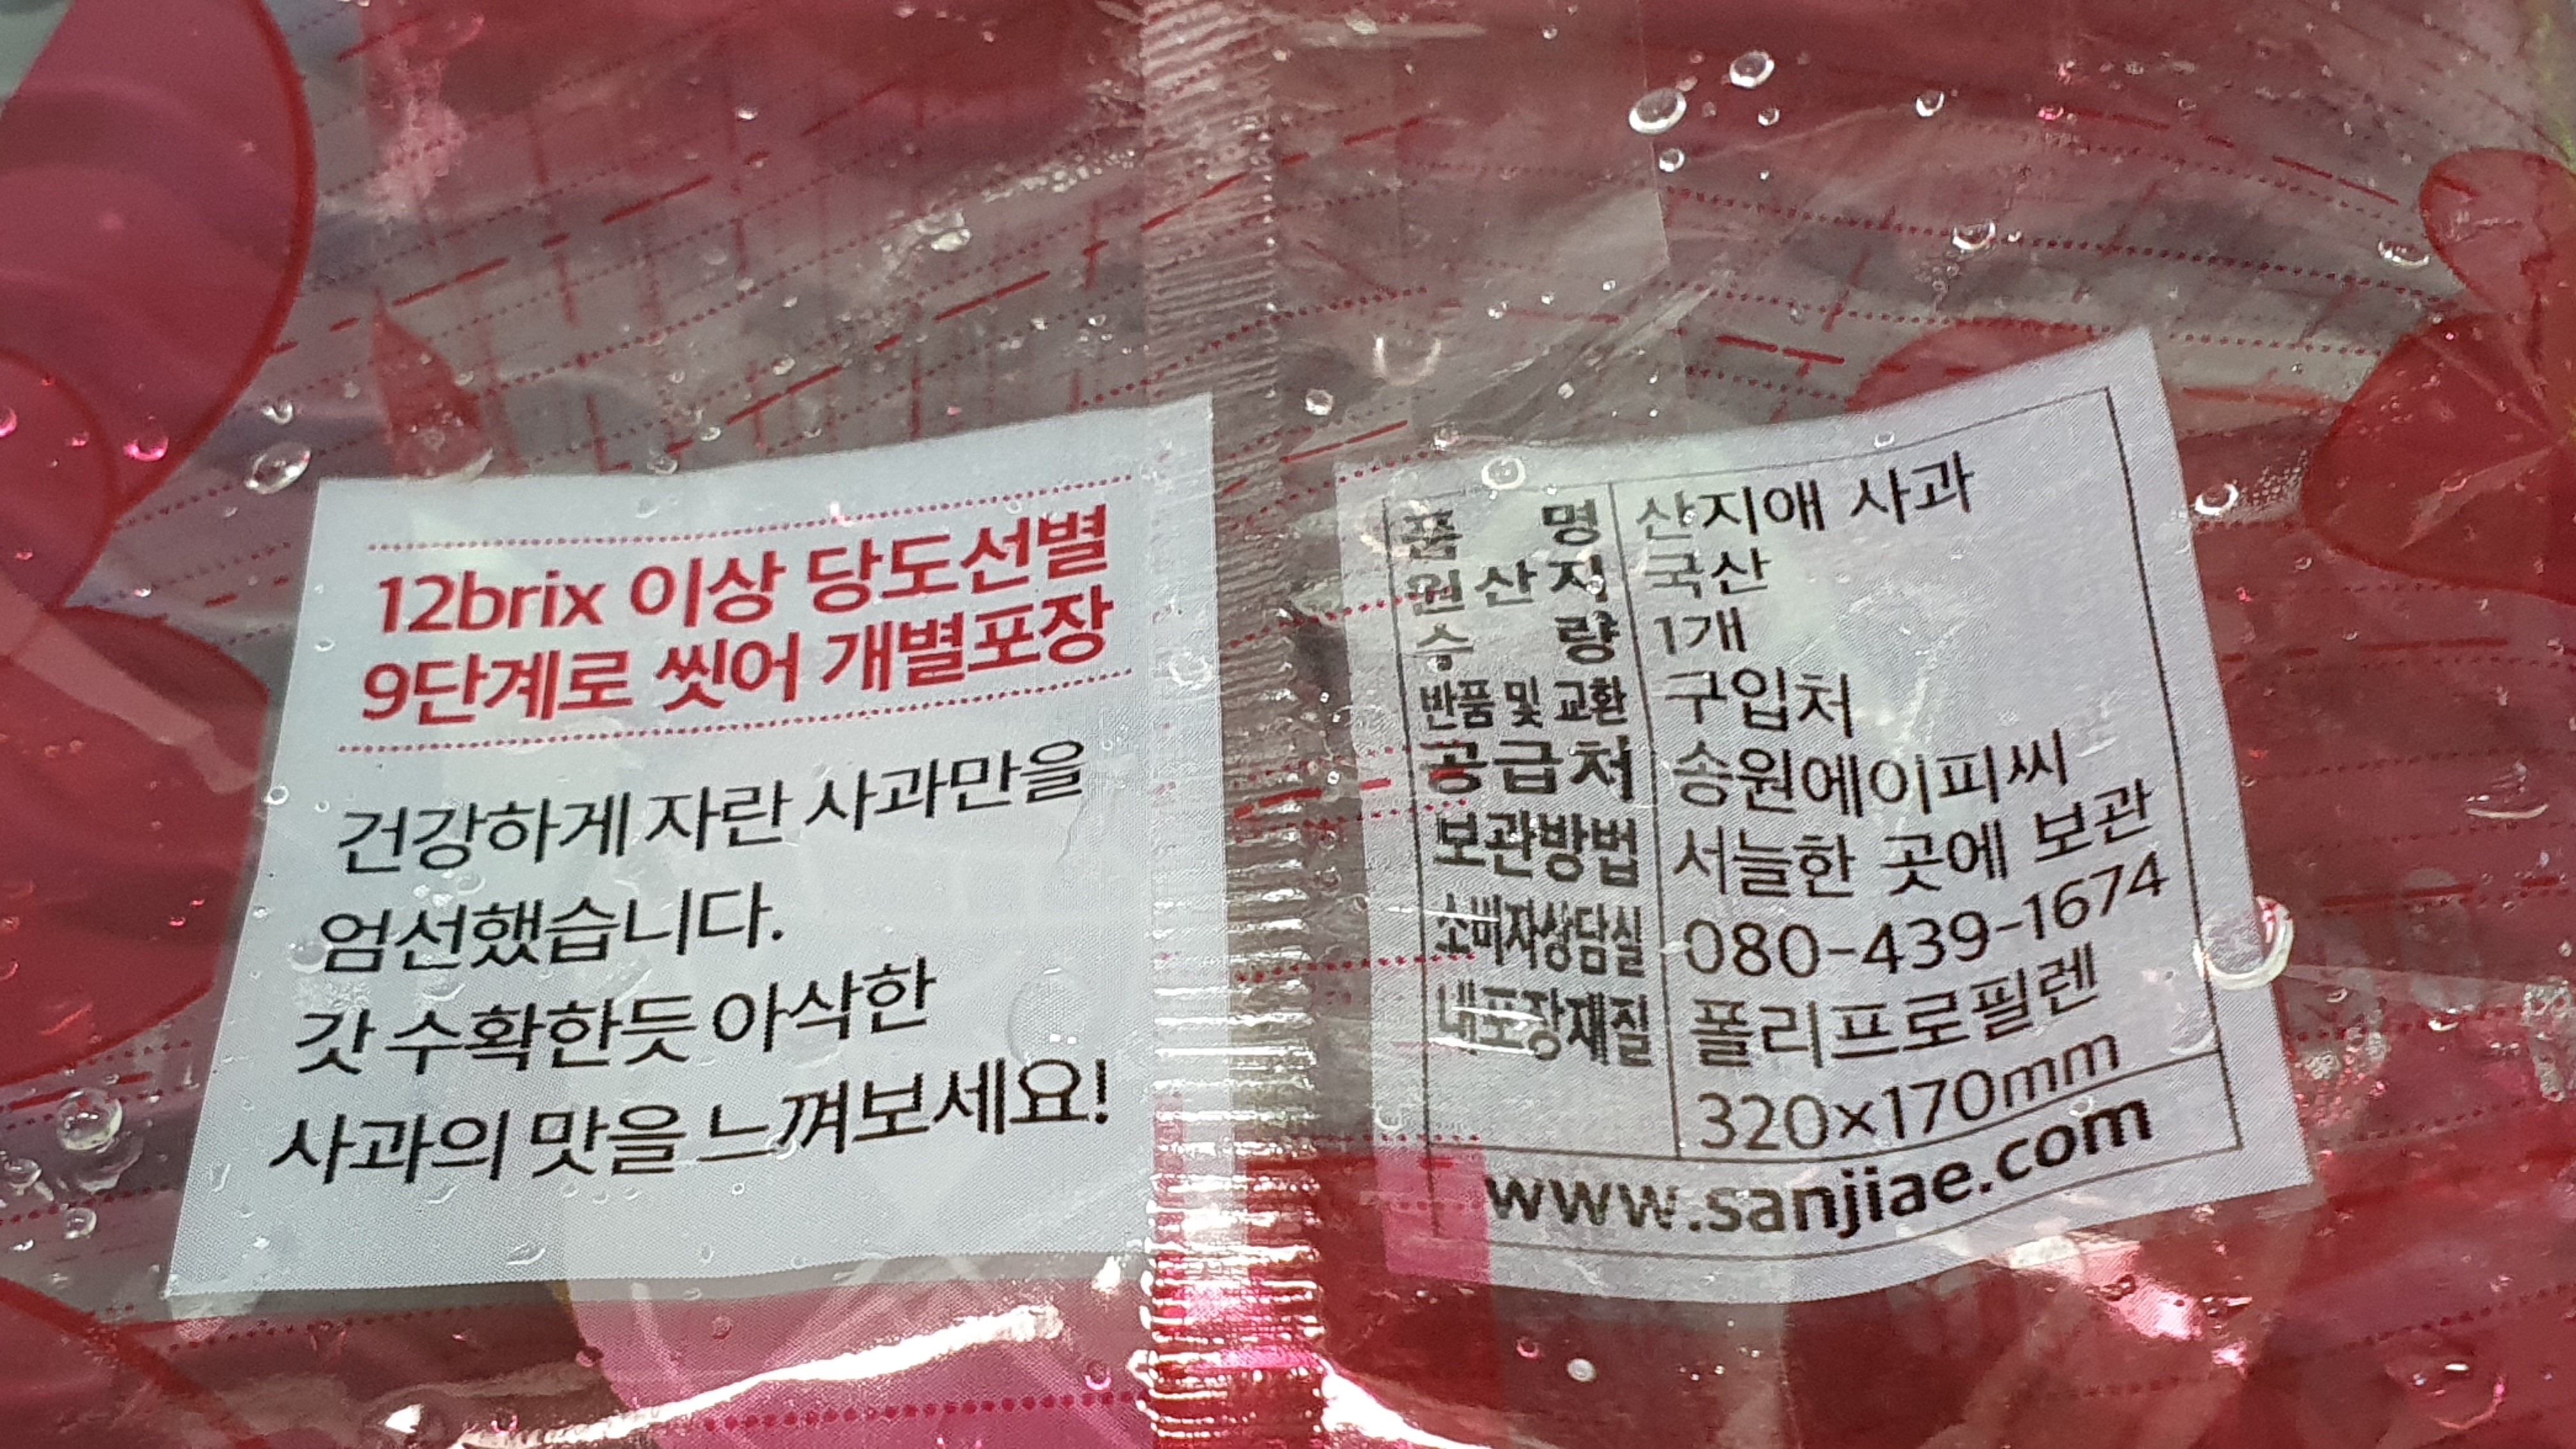 12brix 이상 당도선별
9단계로 씻어 개별포장
건강하게 자란 사과만을
엄선했습니다.
갓 수확한듯 아삭한
사과의 맛을 느껴보세요!
품 명 산지애 사과
원산지 국산
수 량 1개
반품 및 교환 구입처
공급처 송원에이피씨
보관방법 서늘한 곳에 보관
소비자상담실 080-439-1674
내포장재질 폴리프로필렌
320×170mm
www.sanjiae.com